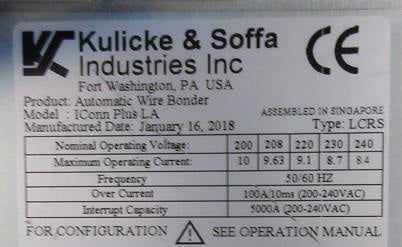 Kulicke & Soffa
Industries Inc
CE
Fort Washington, PA USA
Product: Automatic Wire Bonder
ASSEMBLED IN SINGAPORE
Model : IConn Plus LA
Manufactured Date: January 16, 2018 Type: LCRS
Nominal Operating Voltage: 200 208 220 230 240
Maximum Operating Current: 10 9.63 9.1 8.7 8.4
Frequency 50/60 HZ
Over Current 100A/10ms (200-240VAC)
Interrupt Capacity 5000A (200-240VAC)
FOR CONFIGURATION ! SEE OPERATION MANUAL